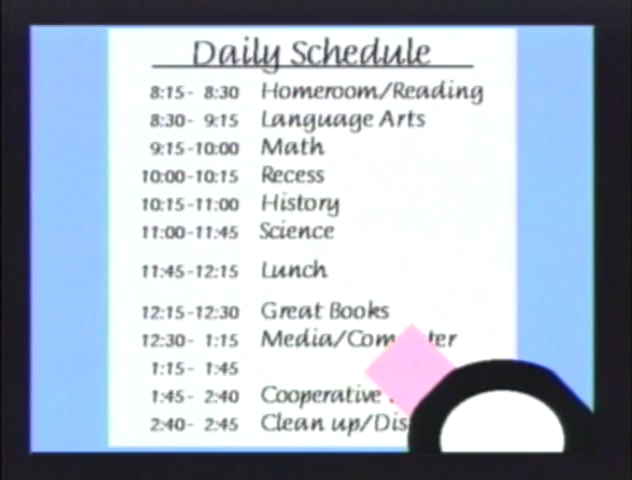 Daily Schedule
8:15 - 8:30 Homeroom/Reading
8:30 - 9:15 Language Arts
9:15 - 10:00 Math
10:00 - 10:15 Recess
10:15 - 11:00 History
11:00 - 11:45 Science
11:45 - 12:15 Lunch
12:15 - 12:30 Great Books
12:30 - 1:15
1:15 - 1:45
1:45 - 2:40 Cooperative
2:40 - 2:45 Clean up/